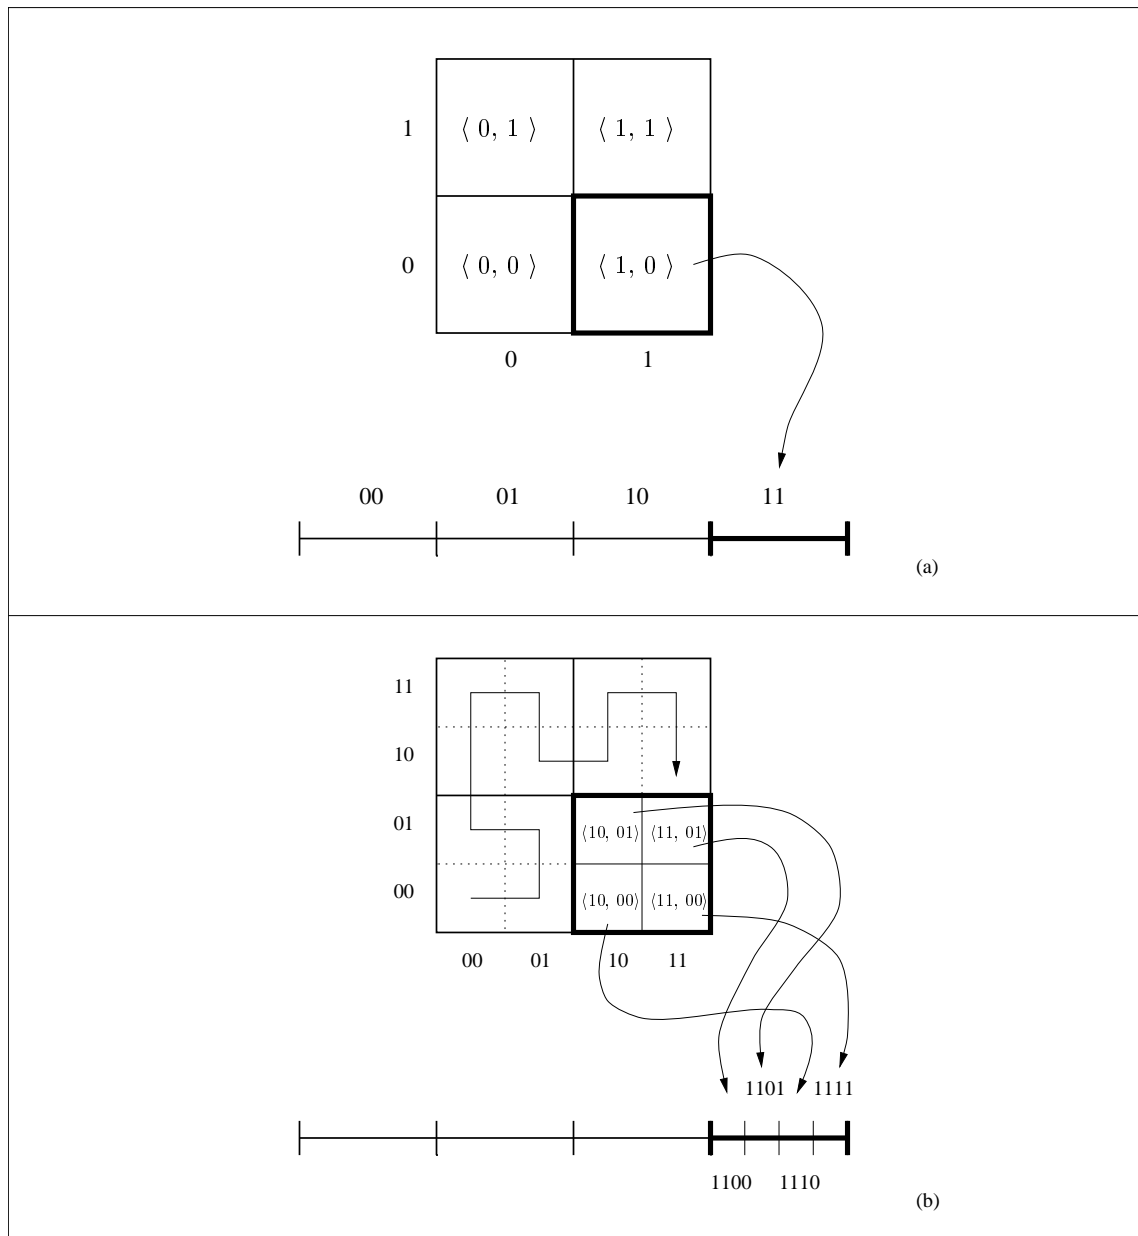 1 ⟨ 0, 1 ⟩ ⟨ 1, 1 ⟩
0 ⟨ 0, 0 ⟩ ⟨ 1, 0 ⟩
0 1
00 01 10 11
(a)
11
10
01 ⟨10, 01⟩ ⟨11, 01⟩
00 ⟨10, 00⟩ ⟨11, 00⟩
00 01 10 11
1101 1111
1100 1110
(b)